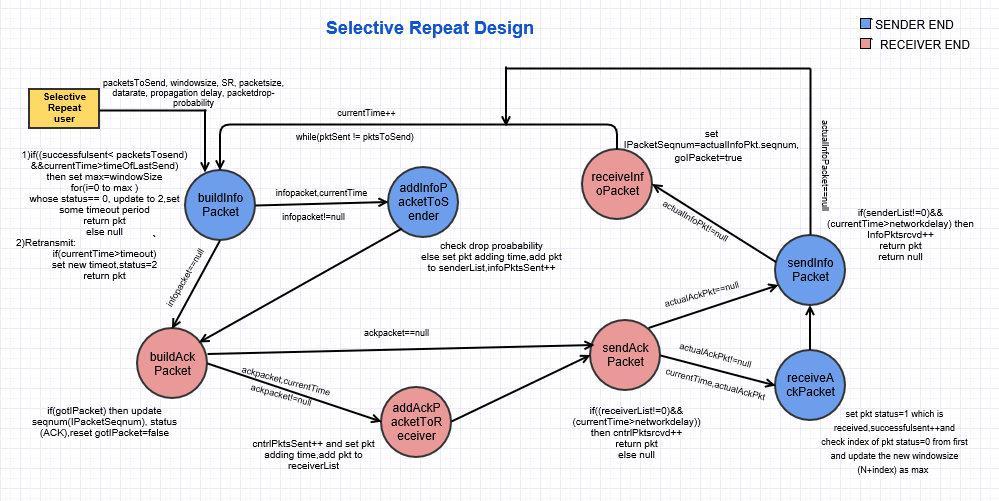 Selective Repeat Design
SENDER END
RECEIVER END
Selective
Repeat
user
packetsToSend, windowsize, SR, packetsize,
datarate, propagation delay, packetdrop-
probability
currentTime++
while(pktSent != pktsToSend)
1)if((successfulsent< packetsTosend)
&&currentTime>timeOfLastSend)
then set max=windowSize
for(i=0 to max )
whose status== 0, update to 2,set
some timeout period
return pkt
else null
2)Retransmit:
if(currentTime>timeout)
set new timeot,status=2
return pkt
buildInfo
Packet
infopacket,currentTime
infopacket!=null
addInfoP
acketToS
ender
check drop proabability
else set pkt adding time,add pkt
to senderList,infoPktsSent++
infopacket==null
set
IPacketSeqnum=actualInfoPkt.seqnum,
goIPacket=true
receiveInf
oPacket
actualInfoPkt!=null
actualInfoPacket==null
if(senderList!=0)&&
(currentTime>networkdelay) then
InfoPktsrcvd++
return pkt
return null
sendInfo
Packet
buildAck
Packet
ackpacket==null
ackpacket,currentTime
ackpacket!=null
if(gotIPacket) then update
seqnum(IPacketSeqnum), status
(ACK),reset gotIPacket=false
addAckP
acketToR
eceiver
cntrlPktsSent++ and set pkt
adding time,add pkt to
receiverList
sendAck
Packet
actualAckPkt==null
actualAckPkt!=null
currentTime,actualAckPkt
if((receiverList!=0)&&
(currentTime>networkdelay))
then cntrlPktsrcvd++
return pkt
else null
receiveA
ckPacket
set pkt status=1 which is
received,successfulsent++and
check index of pkt status=0 from first
and update the new windowsize
(N+index) as max